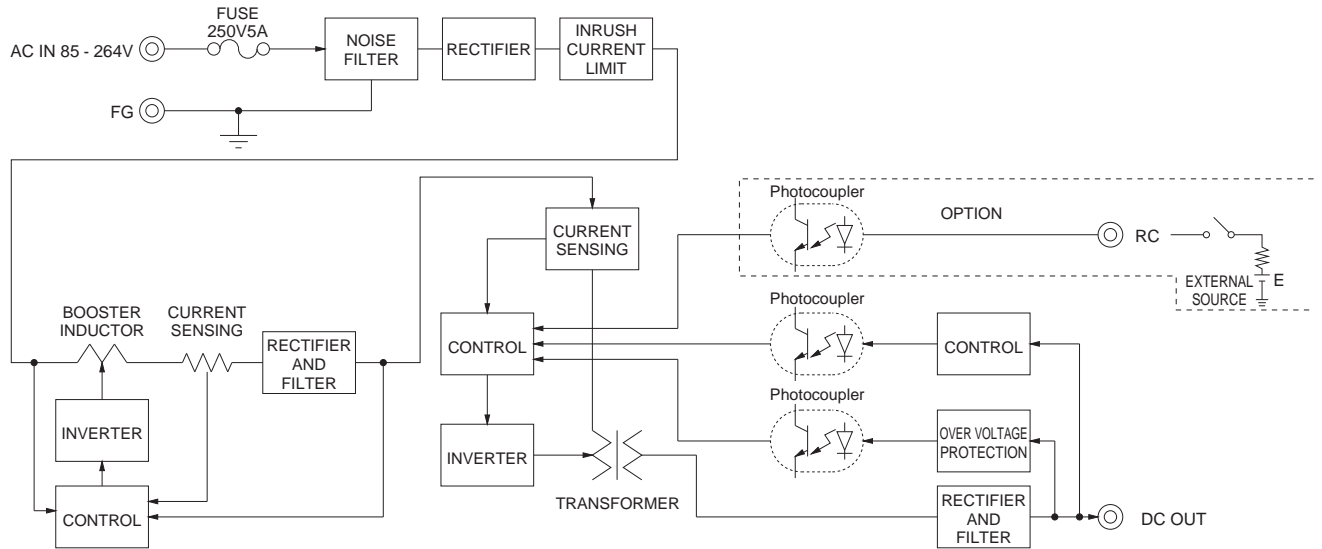 FUSE
250V5A
AC IN 85 - 264V
NOISE
FILTER
RECTIFIER
INRUSH
CURRENT
LIMIT
FG
Photocoupler
OPTION
RC
EXTERNAL
SOURCE
E
CURRENT
SENSING
BOOSTER
INDUCTOR
CURRENT
SENSING
RECTIFIER
AND
FILTER
CONTROL
Photocoupler
CONTROL
INVERTER
INVERTER
Photocoupler
OVER VOLTAGE
PROTECTION
TRANSFORMER
CONTROL
RECTIFIER
AND
FILTER
DC OUT